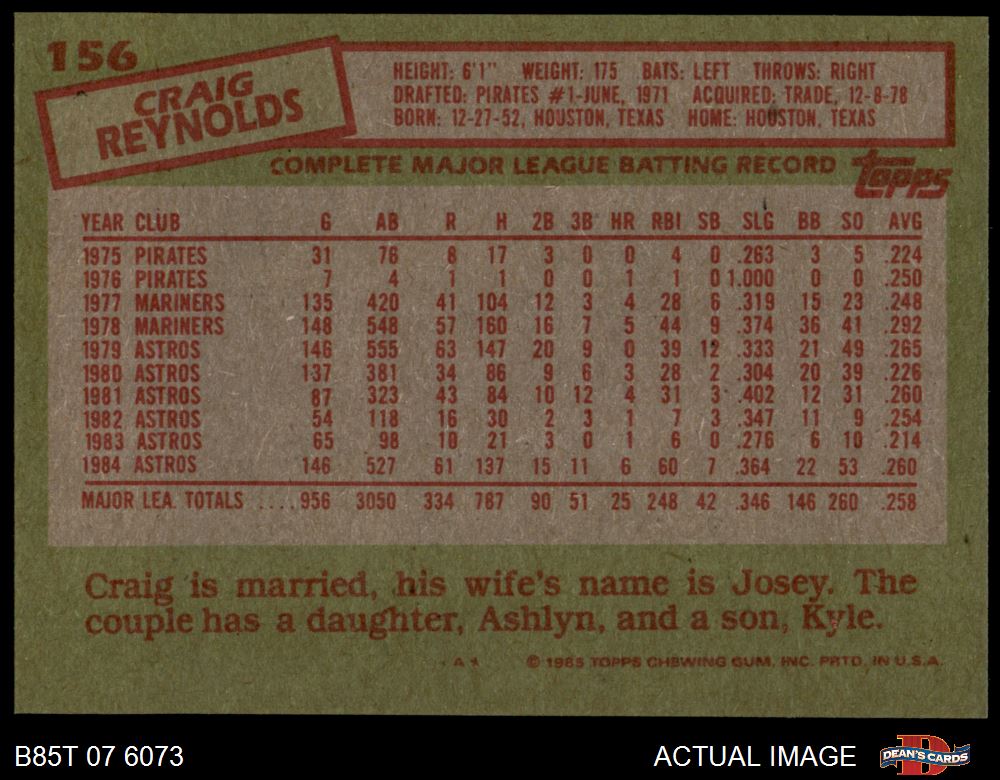 156
CRAIG
REYNOLDS
HEIGHT: 6'1" WEIGHT: 175 BATS: LEFT THROWS: RIGHT
DRAFTED: PIRATES #1-JUNE, 1971 ACQUIRED: TRADE, 12-8-78
BORN: 12-27-52, HOUSTON, TEXAS HOME: HOUSTON, TEXAS
COMPLETE MAJOR LEAGUE BATTING RECORD
topps
YEAR CLUB G AB R H 2B 3B HR RBI SB SLG BB SO AVG
1975 PIRATES 31 76 8 17 3 0 0 4 0 .263 3 5 .224
1976 PIRATES 7 4 1 1 0 0 1 1 0 1.000 0 0 .250
1977 MARINERS 135 420 41 104 12 3 4 28 6 .319 15 23 .248
1978 MARINERS 148 548 57 160 16 7 5 44 9 .374 36 41 .292
1979 ASTROS 146 555 63 147 20 9 0 39 12 .333 21 49 .265
1980 ASTROS 137 381 34 86 9 6 3 28 2 .304 20 39 .226
1981 ASTROS 87 323 43 84 10 12 4 31 3 .402 12 31 .260
1982 ASTROS 54 118 16 30 2 3 1 7 3 .347 11 9 .254
1983 ASTROS 65 98 10 21 3 0 1 6 0 .276 6 10 .214
1984 ASTROS 146 527 61 137 15 11 6 60 7 .364 22 53 .260
MAJOR LEA. TOTALS .... 956 3050 334 787 90 51 25 248 42 .346 146 260 .258
Craig is married, his wife's name is Josey. The
couple has a daughter, Ashlyn, and a son, Kyle.
A * © 1985 TOPPS CHEWING GUM, INC. PRTD. IN U.S.A.
B85T 07 6073
ACTUAL IMAGE
DEAN'S CARDS